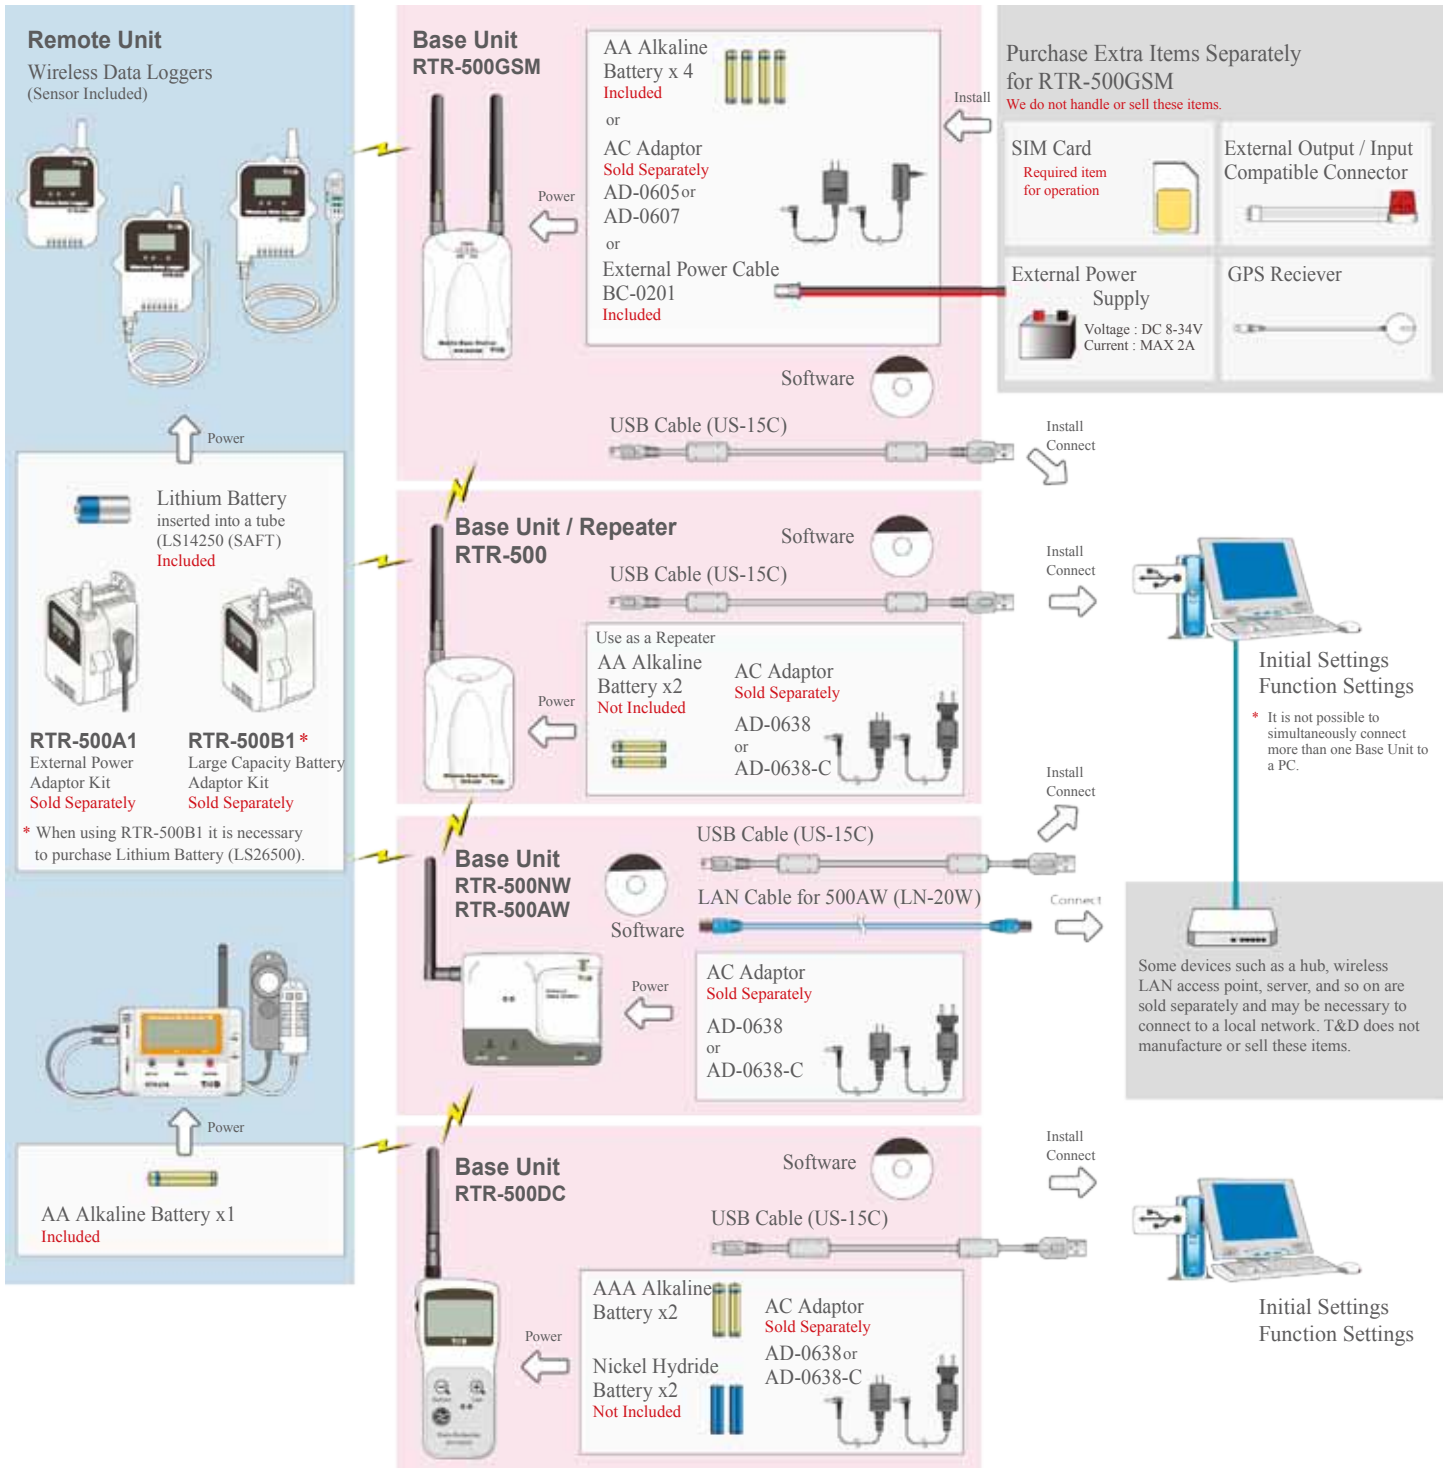 Remote Unit
Wireless Data Loggers
(Sensor Included)
Power
Lithium Battery
inserted into a tube
(LS14250 (SAFT)
Included
RTR-500A1
External Power
Adaptor Kit
Sold Separately
RTR-500B1 *
Large Capacity Battery
Adaptor Kit
Sold Separately
* When using RTR-500B1 it is necessary
to purchase Lithium Battery (LS26500).
Power
AA Alkaline Battery x1
Included
Base Unit
RTR-500GSM
Power
AA Alkaline
Battery x 4
Included
or
AC Adaptor
Sold Separately
AD-0605 or
AD-0607
or
External Power Cable
BC-0201
Included
Install
Purchase Extra Items Separately
for RTR-500GSM
We do not handle or sell these items.
SIM Card
Required item
for operation
External Output / Input
Compatible Connector
External Power
Supply
Voltage : DC 8-34V
Current : MAX 2A
GPS Reciever
Software
USB Cable (US-15C)
Install
Connect
Base Unit / Repeater
RTR-500
Software
USB Cable (US-15C)
Install
Connect
Power
Use as a Repeater
AA Alkaline
Battery x2
Not Included
AC Adaptor
Sold Separately
AD-0638
or
AD-0638-C
Initial Settings
Function Settings
* It is not possible to
simultaneously connect
more than one Base Unit to
a PC.
Install
Connect
Base Unit
RTR-500NW
RTR-500AW
Software
USB Cable (US-15C)
LAN Cable for 500AW (LN-20W)
Connect
Power
AC Adaptor
Sold Separately
AD-0638
or
AD-0638-C
Some devices such as a hub, wireless
LAN access point, server, and so on are
sold separately and may be necessary to
connect to a local network. T&D does not
manufacture or sell these items.
Base Unit
RTR-500DC
Software
USB Cable (US-15C)
Install
Connect
Power
AAA Alkaline
Battery x2
Nickel Hydride
Battery x2
Not Included
AC Adaptor
Sold Separately
AD-0638 or
AD-0638-C
Initial Settings
Function Settings